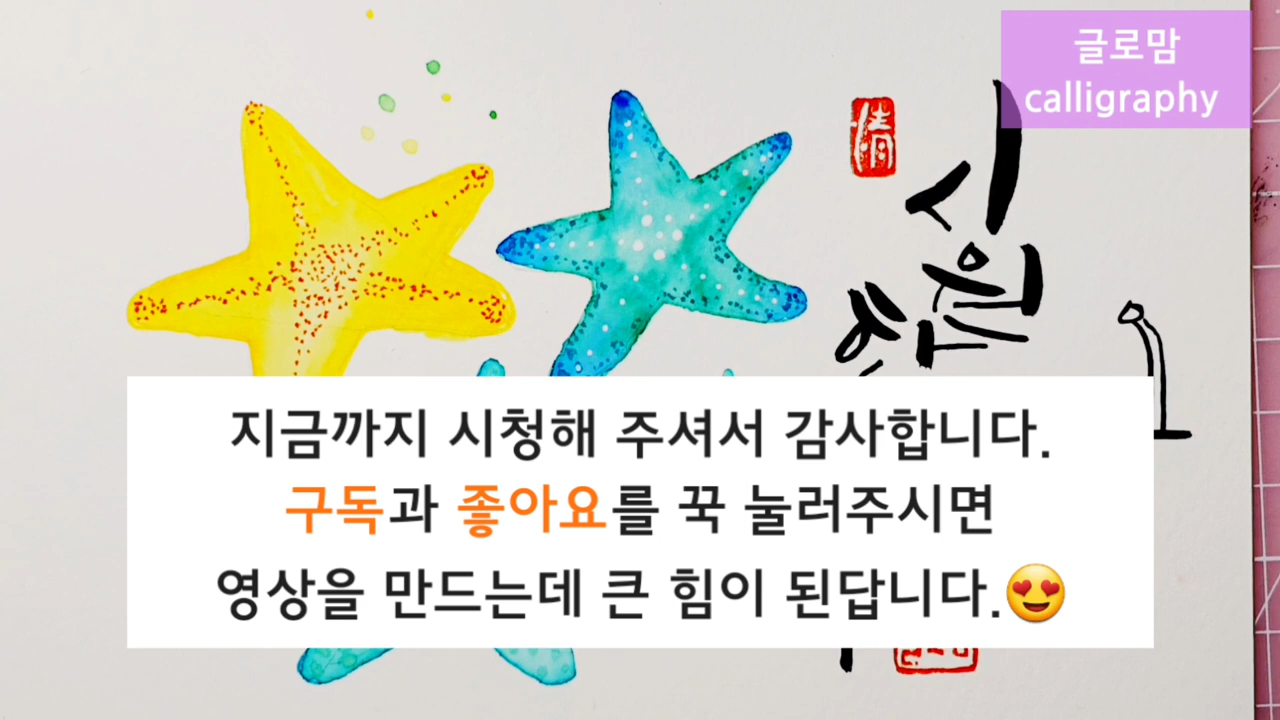 글로맘
calligraphy
시원
지금까지 시청해 주셔서 감사합니다.
구독과 좋아요를 꾹 눌러주시면
영상을 만드는데 큰 힘이 된답니다.😍